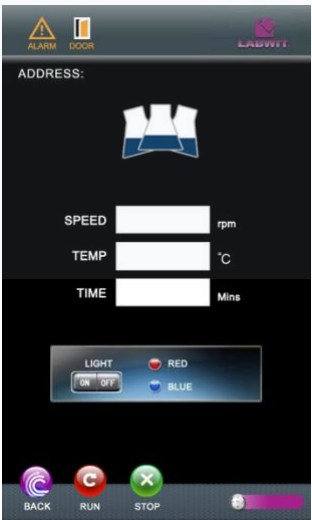 ALARM DOOR LABWIT
ADDRESS:
SPEED rpm
TEMP °C
TIME Mins
LIGHT RED
ON OFF BLUE
BACK RUN STOP